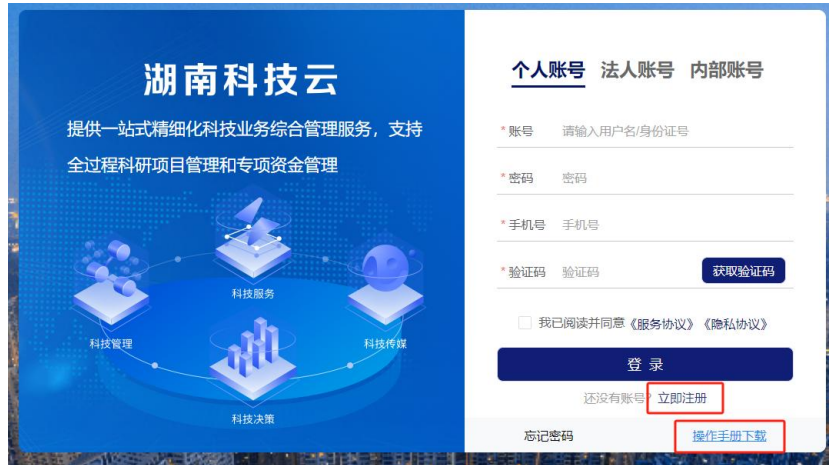 湖南科技云
提供一站式精细化科技业务综合管理服务，支持
全过程科研项目管理和专项资金管理
科技服务
科技管理
科技传媒
科技决策
个人账号 法人账号 内部账号
*账号 请输入用户名/身份证号
*密码 密码
*手机号 手机号
*验证码 验证码 获取验证码
我已阅读并同意《服务协议》《隐私协议》
登 录
还没有账号? 立即注册
忘记密码 操作手册下载